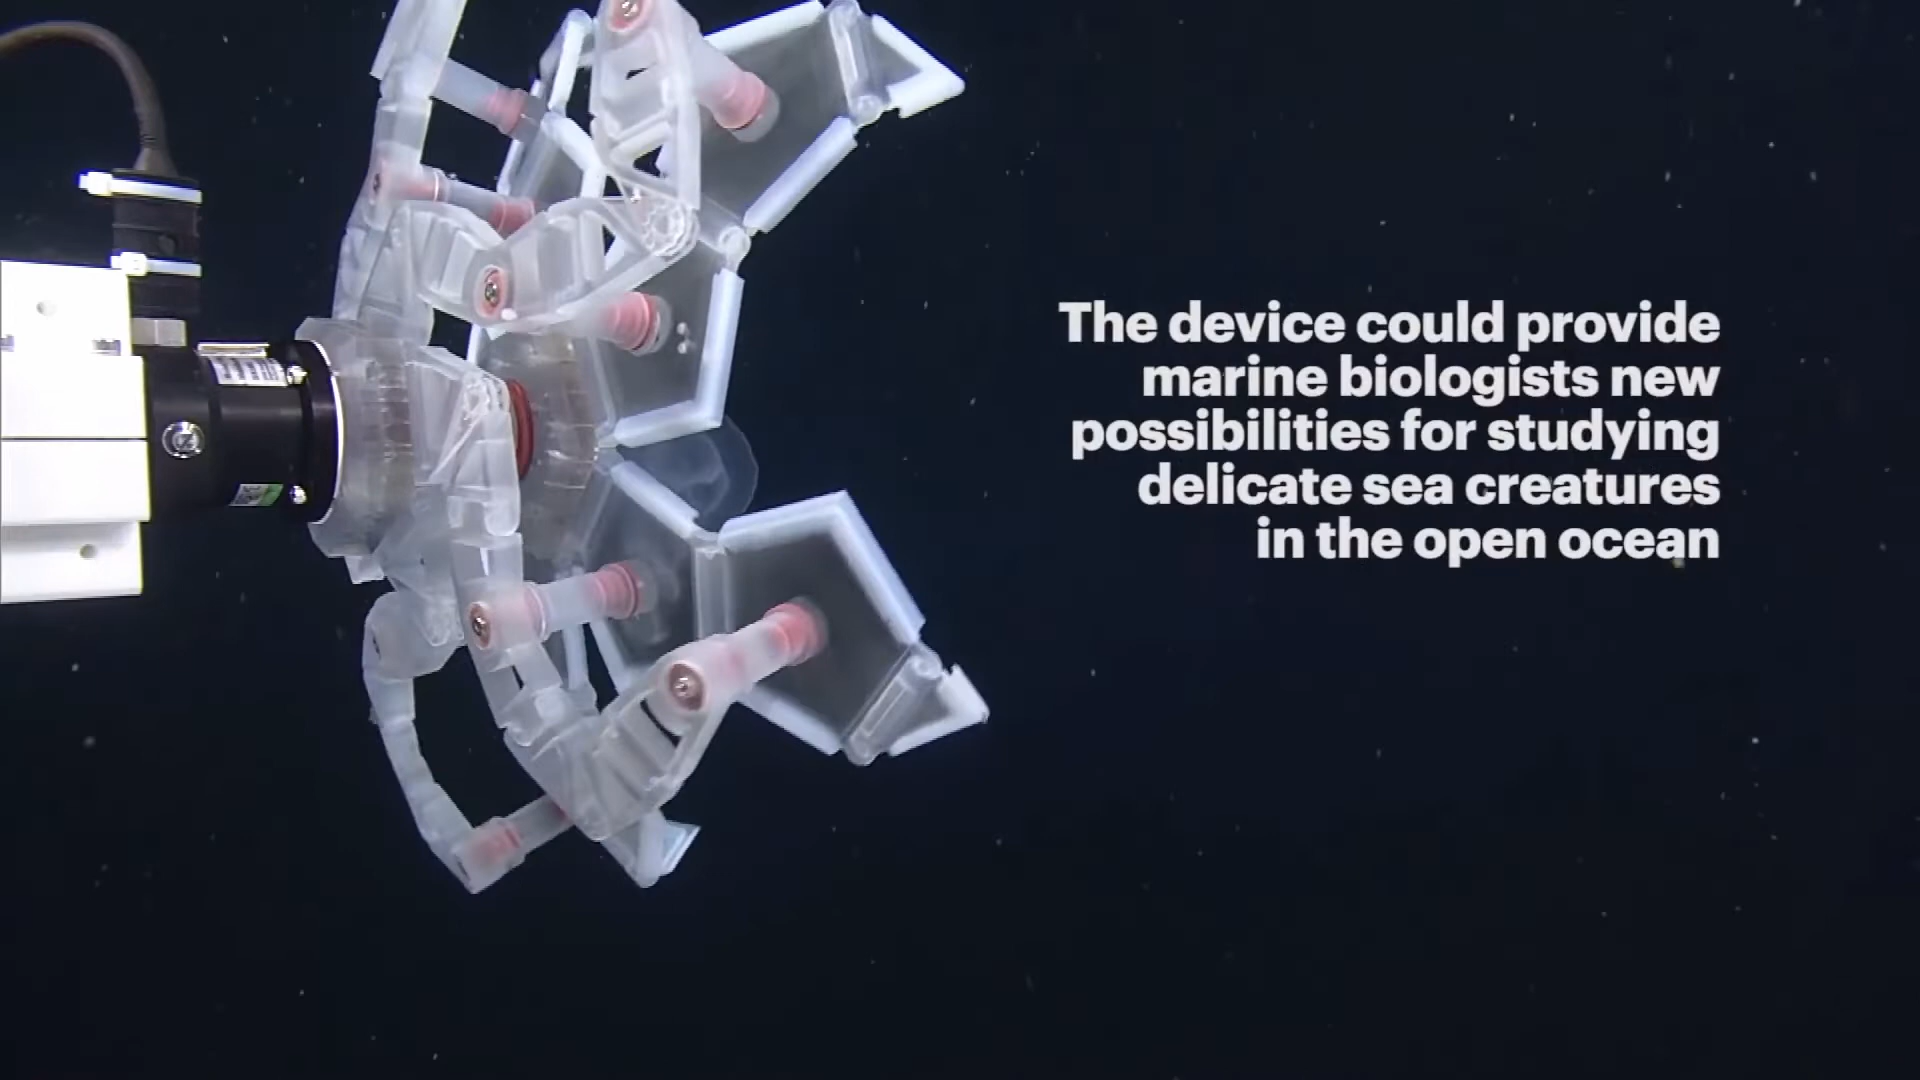 The device could provide
marine biologists new
possibilities for studying
delicate sea creatures
in the open ocean